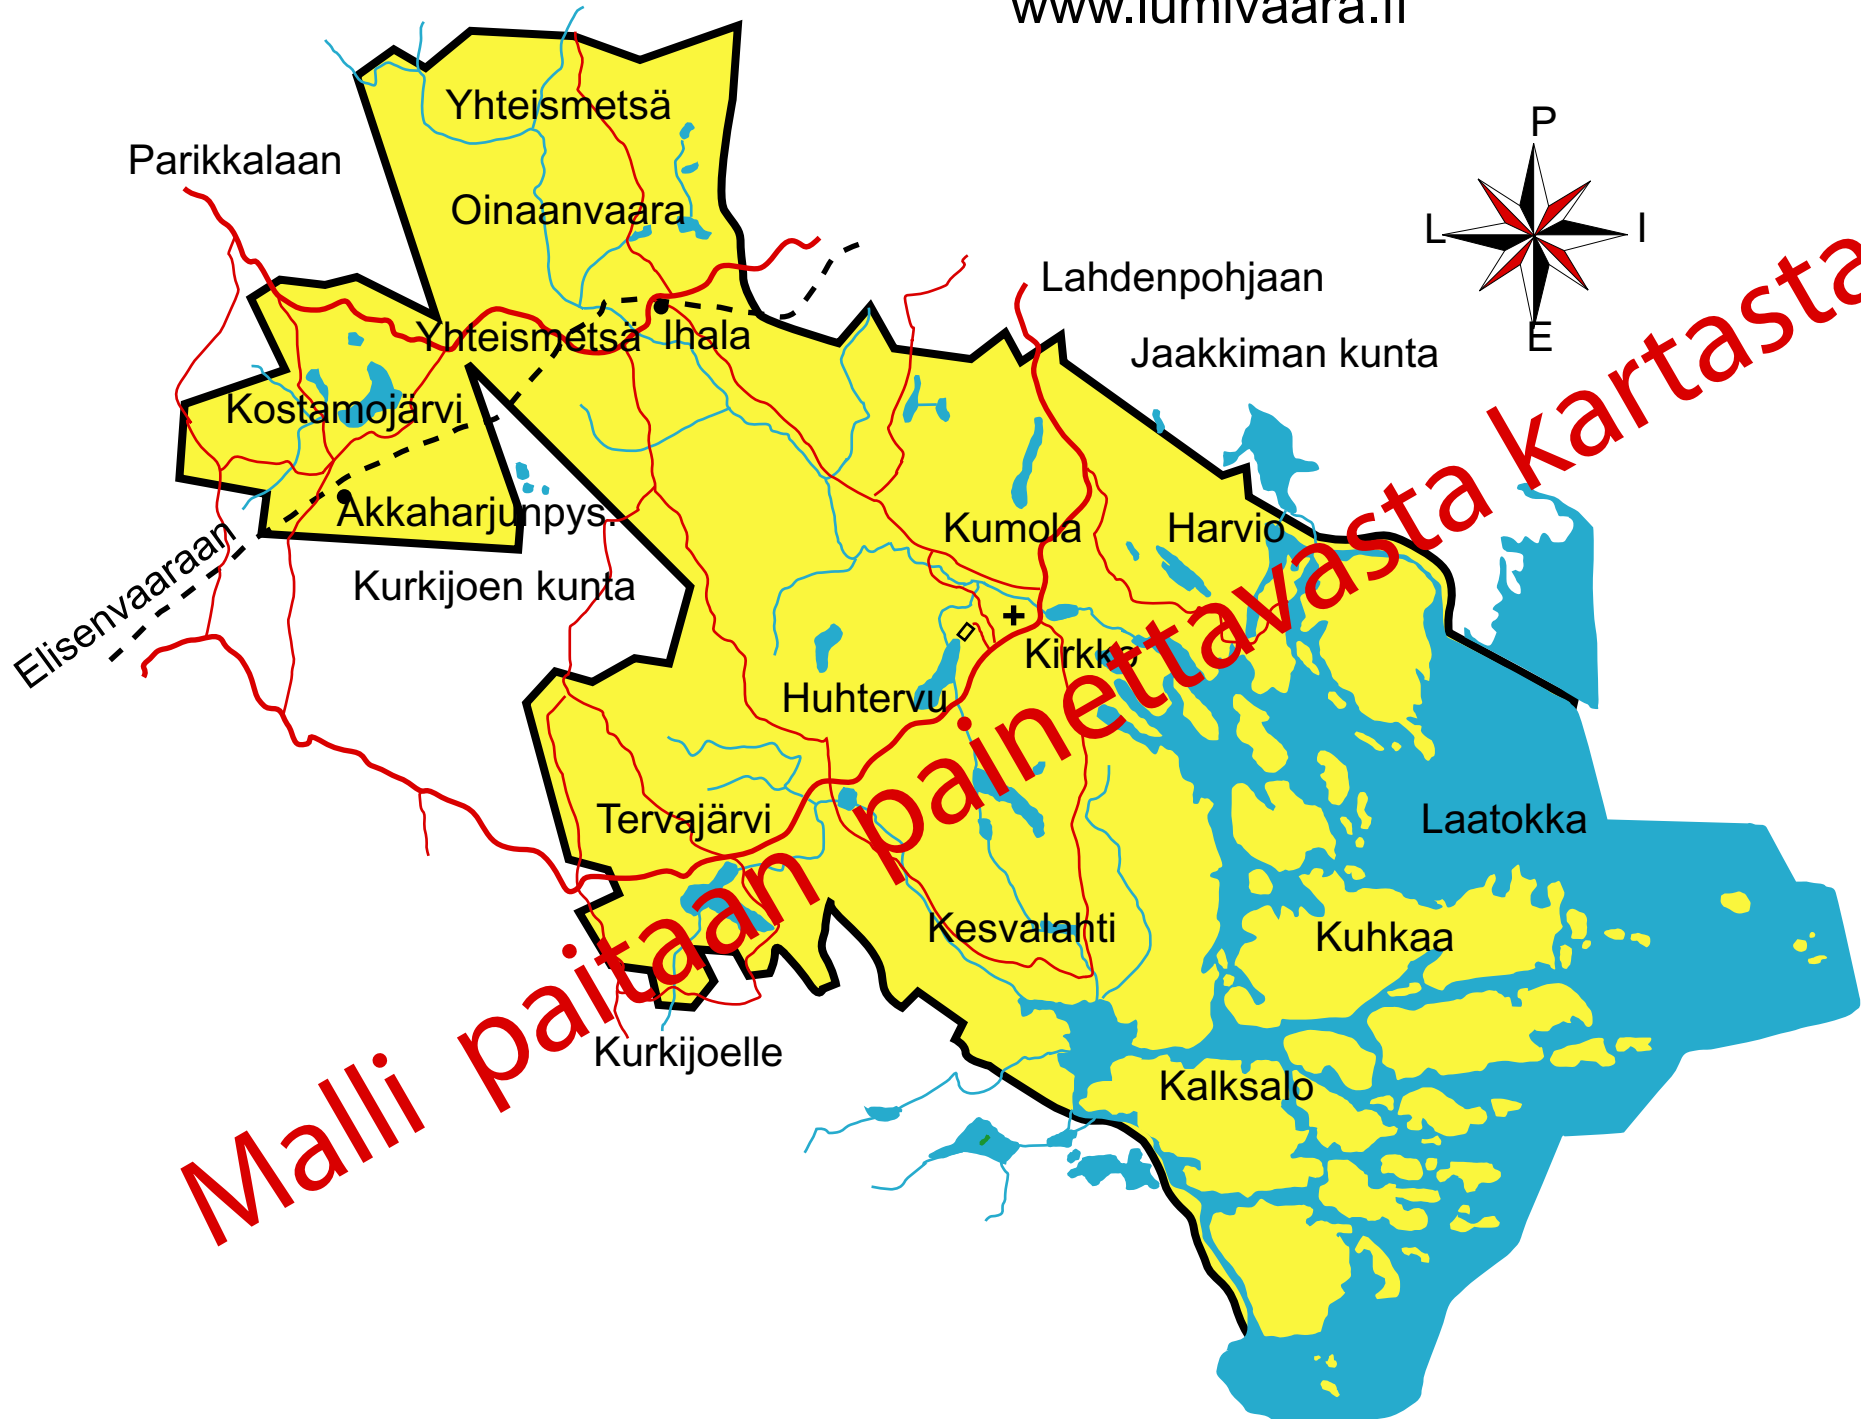 www.lumivaara.fi
Yhteismetsä
P
Parikkalaan
Oinaanvaara
L
I
Lahdenpohjaan
Yhteismetsä
Ihala
E
Jaakkiman kunta
Kostamojärvi
Akkaharjunpys.
Kumola
Harvio
Elisenvaaraan
Kurkijoen kunta
Kirkko
Huhtervu
Tervajärvi
Laatokka
Kesvalahti
Kuhkaa
Kurkijoelle
Kalksalo
Malli paitaan painettavasta kartasta